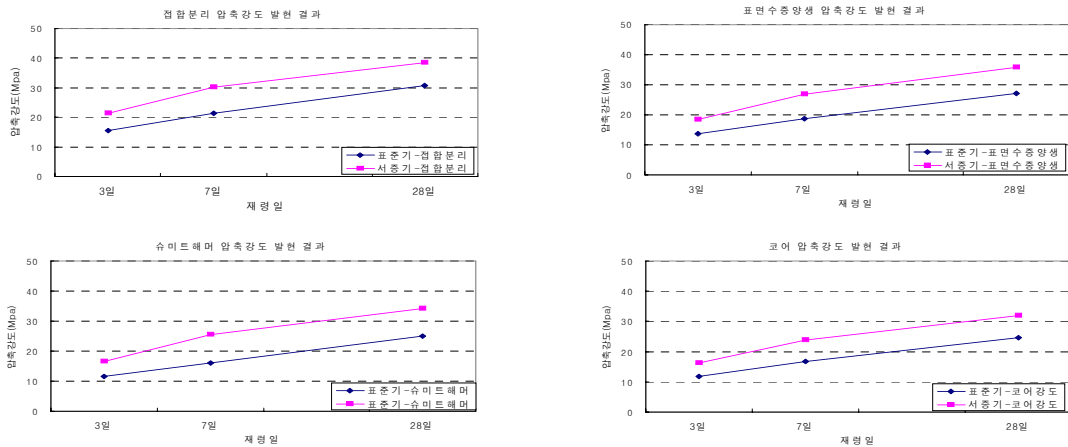 접합분리 압축강도 발현 결과
압축강도(Mpa)
50
40
30
20
10
0
3일
7일
28일
재령일
표준기-접합분리
서중기-접합분리
표면수중양생 압축강도 발현 결과
압축강도(Mpa)
50
40
30
20
10
0
3일
7일
28일
재령일
표준기-표면수중양생
서중기-표면수중양생
슈미트해머 압축강도 발현 결과
압축강도(Mpa)
50
40
30
20
10
0
3일
7일
28일
재령일
표준기-슈미트해머
표준기-슈미트해머
코어 압축강도 발현 결과
압축강도(Mpa)
50
40
30
20
10
0
3일
7일
28일
재령일
표준기-코어강도
서중기-코어강도